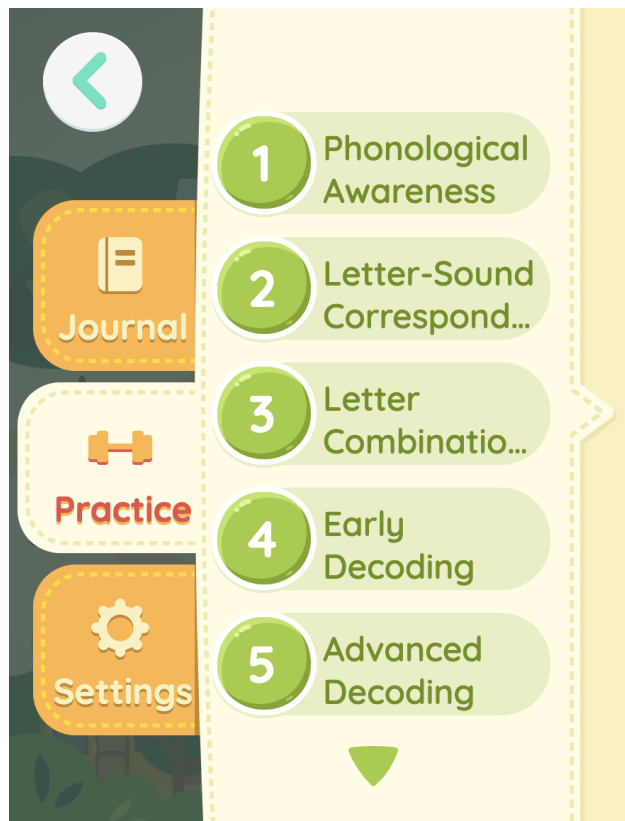 Journal
Practice
Settings
1
Phonological
Awareness
2
Letter-Sound
Correspond...
3
Letter
Combinatio...
4
Early
Decoding
5
Advanced
Decoding